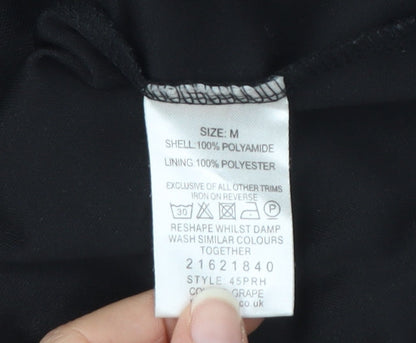 SIZE: M
SHELL: 100% POLYAMIDE
LINING 100% POLYESTER
EXCLUSIVE OF ALL OTHER TRIMS
IRON ON REVERSE
30 P
RESHAPE WHILST DAMP
WASH SIMILAR COLOURS
TOGETHER
21621840
STYLE: 45PRH
GRAPE
co.uk